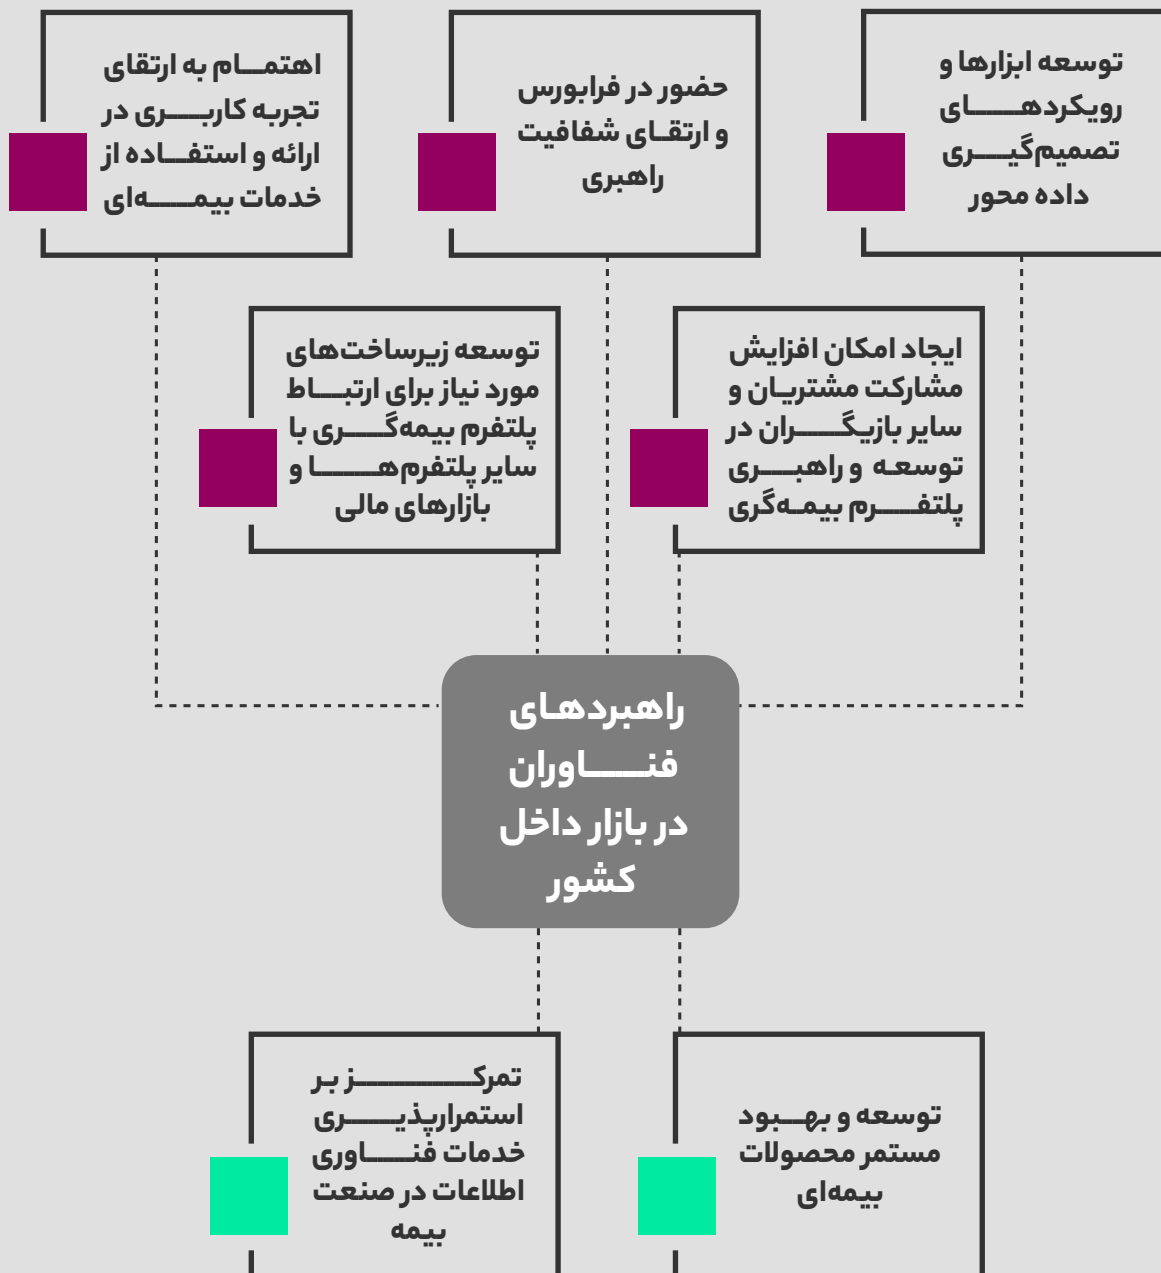 توسعه ابزارها و
رویکردهای
تصمیم‌گیری
داده محور
حضور در فرابورس
و ارتقای شفافیت
راهبری
اهتمام به ارتقای
تجربه کاربری در
ارائه و استفاده از
خدمات بیمه‌ای
ایجاد امکان افزایش
مشارکت مشتریان و
سایر بازیگران در
توسعه و راهبری
پلتفرم بیمه‌گری
توسعه زیرساخت‌های
مورد نیاز برای ارتباط
پلتفرم بیمه‌گری با
سایر پلتفرم‌ها و
بازارهای مالی
راهبردهای
فناوران
در بازار داخل
کشور
توسعه و بهبود
مستمر محصولات
بیمه‌ای
تمرکز بر
استمرارپذیری
خدمات فناوری
اطلاعات در صنعت
بیمه